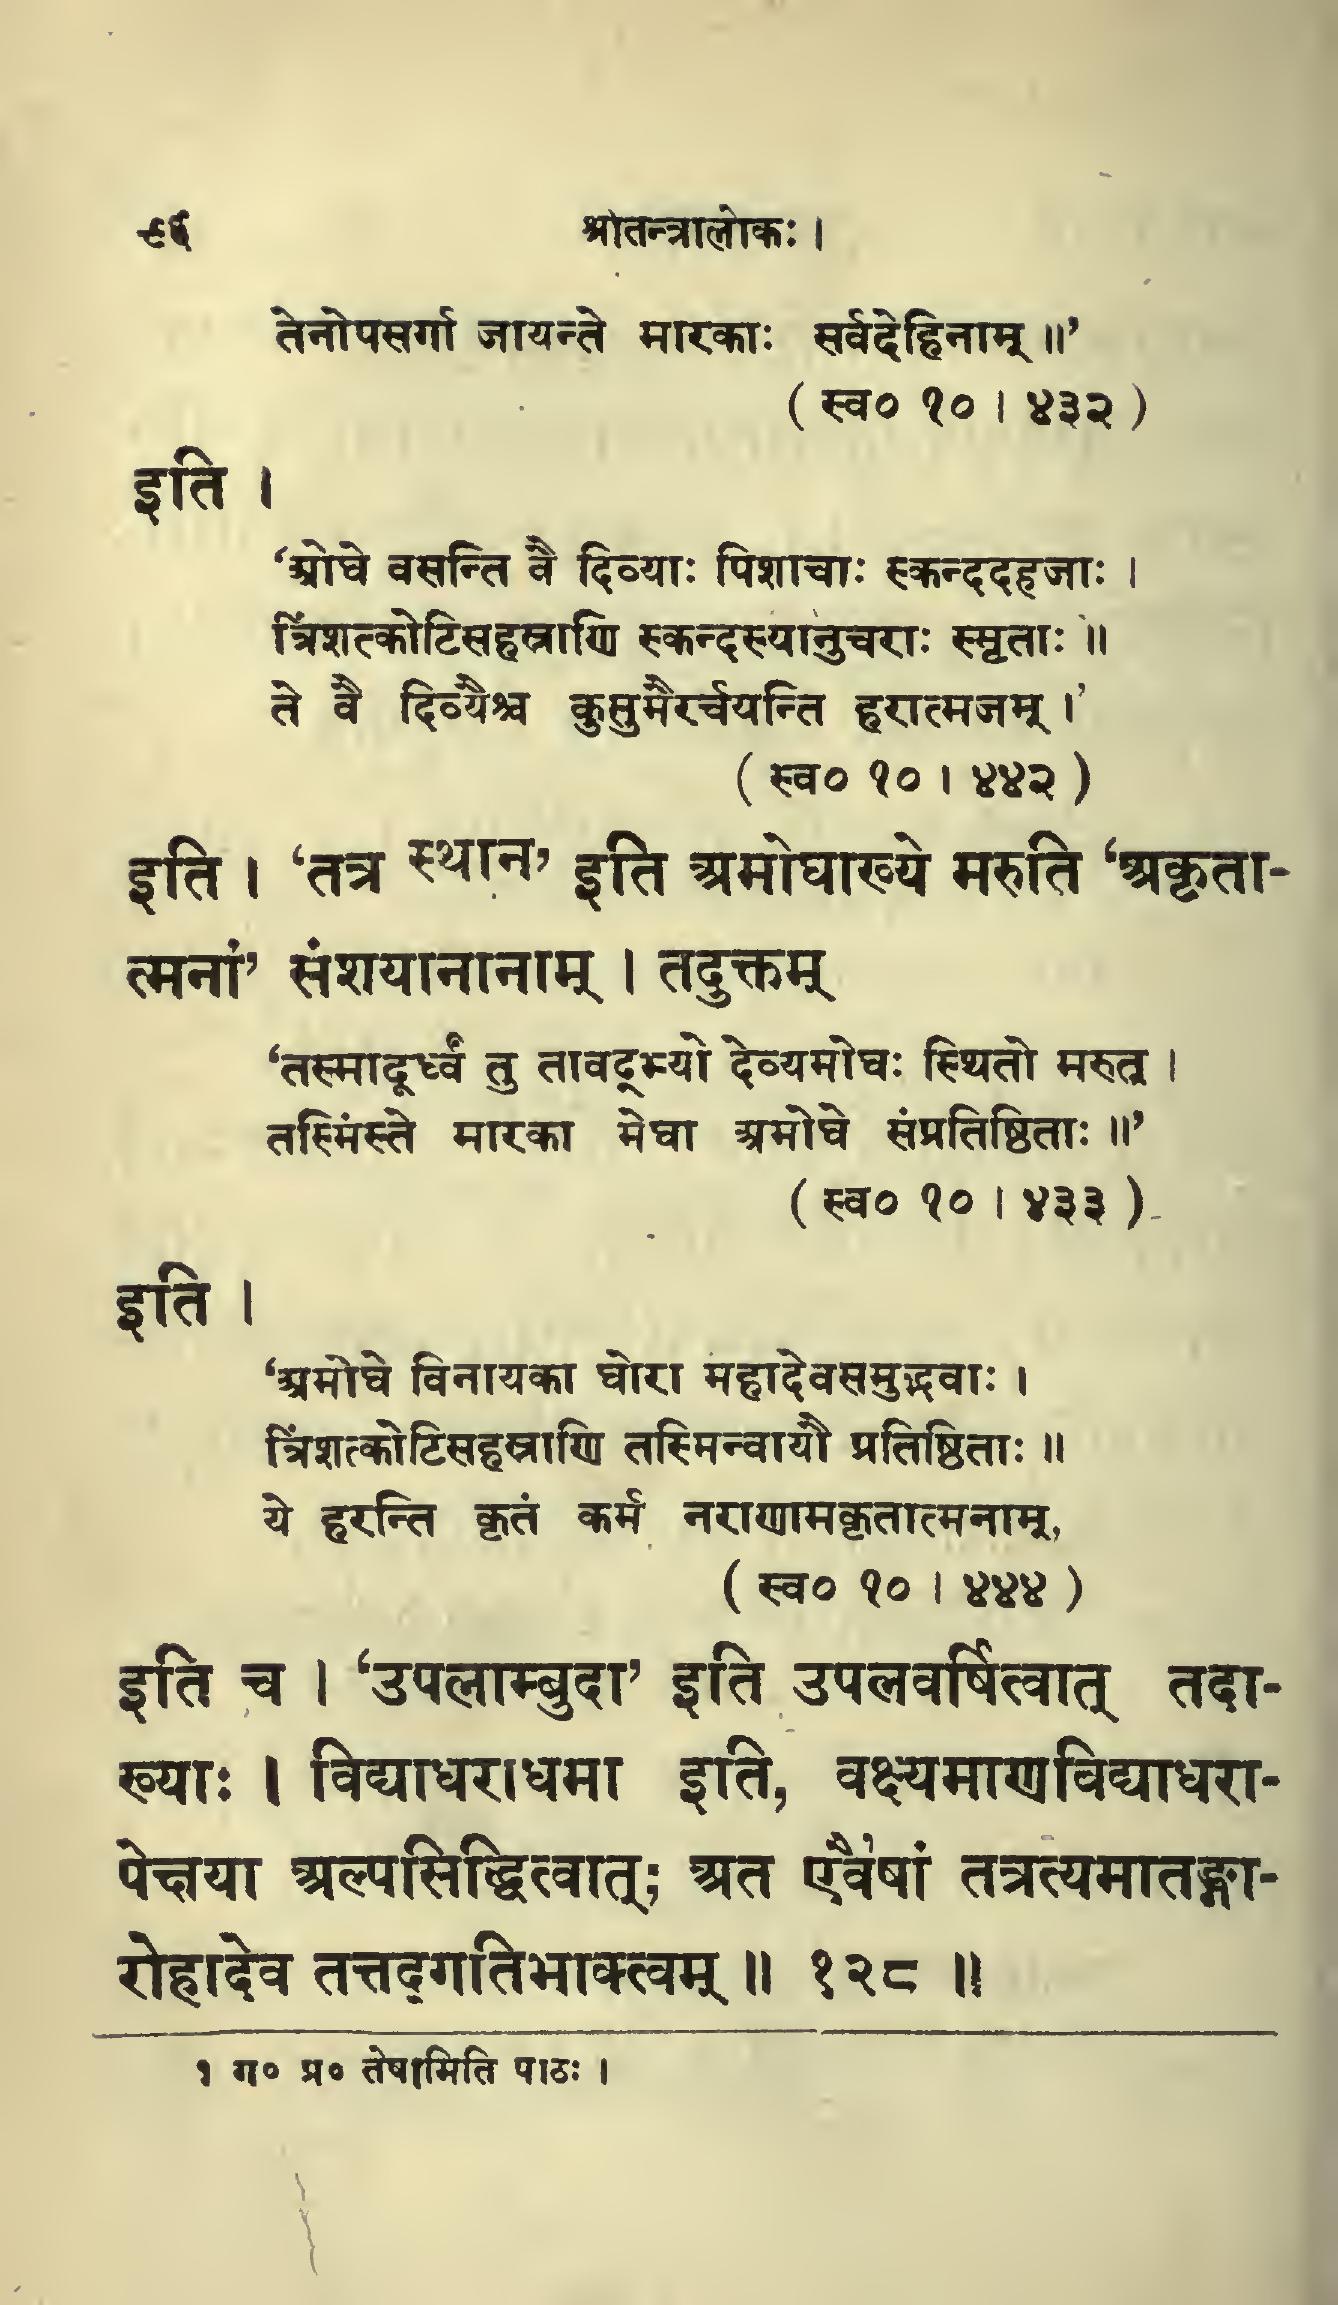 ९६ श्रीतन्त्रालोकः ।
तेनोपसर्गा जायन्ते मारकाः सर्वदेहिनाम् ॥’
( स्व० १० । ४३२ )
इति ।
‘ओघे वसन्ति वै दिव्याः पिशाचाः स्कन्ददहजाः ।
त्रिंशत्कोटिसहस्राणि स्कन्दस्यानुचराः स्मृताः ॥
ते वै दिव्यैश्च कुसुमैरर्चयन्ति हरात्मजम् ।’
( स्व० १० । ४४२ )
इति । ‘तत्र स्थान’ इति अमोघाख्ये मरुति ‘अकृता-
त्मनां’ संशयानानाम् । तदुक्तम्
‘तस्मादूर्ध्वं तु तावद्भ्यो देव्यमोघः स्थितो मरुत् ।
तस्मिंस्ते मारका मेघा अमोघे संप्रतिष्ठिताः ॥’
( स्व० १० । ४३३ )
इति ।
‘अमोघे विनायका घोरा महादेवसमुद्भवाः ।
त्रिंशत्कोटिसहस्राणि तस्मिन्वायौ प्रतिष्ठिताः ॥
ये हरन्ति कृतं कर्म नराणामकृतात्मनाम्,
( स्व० १० । ४४४ )
इति च । ‘उपलाम्बुदा’ इति उपलवर्षित्वात् तदा-
ख्याः । विद्याधराधमा इति, वक्ष्यमाणविद्याधरा-
पेक्षया अल्पसिद्धित्वात्; अत एवै१षां तत्रत्यमातङ्गा-
रोहादेव तत्तद्गतिभाक्त्वम् ॥ १२८ ॥
१ ग० प्र० तेषामिति पाठः ।